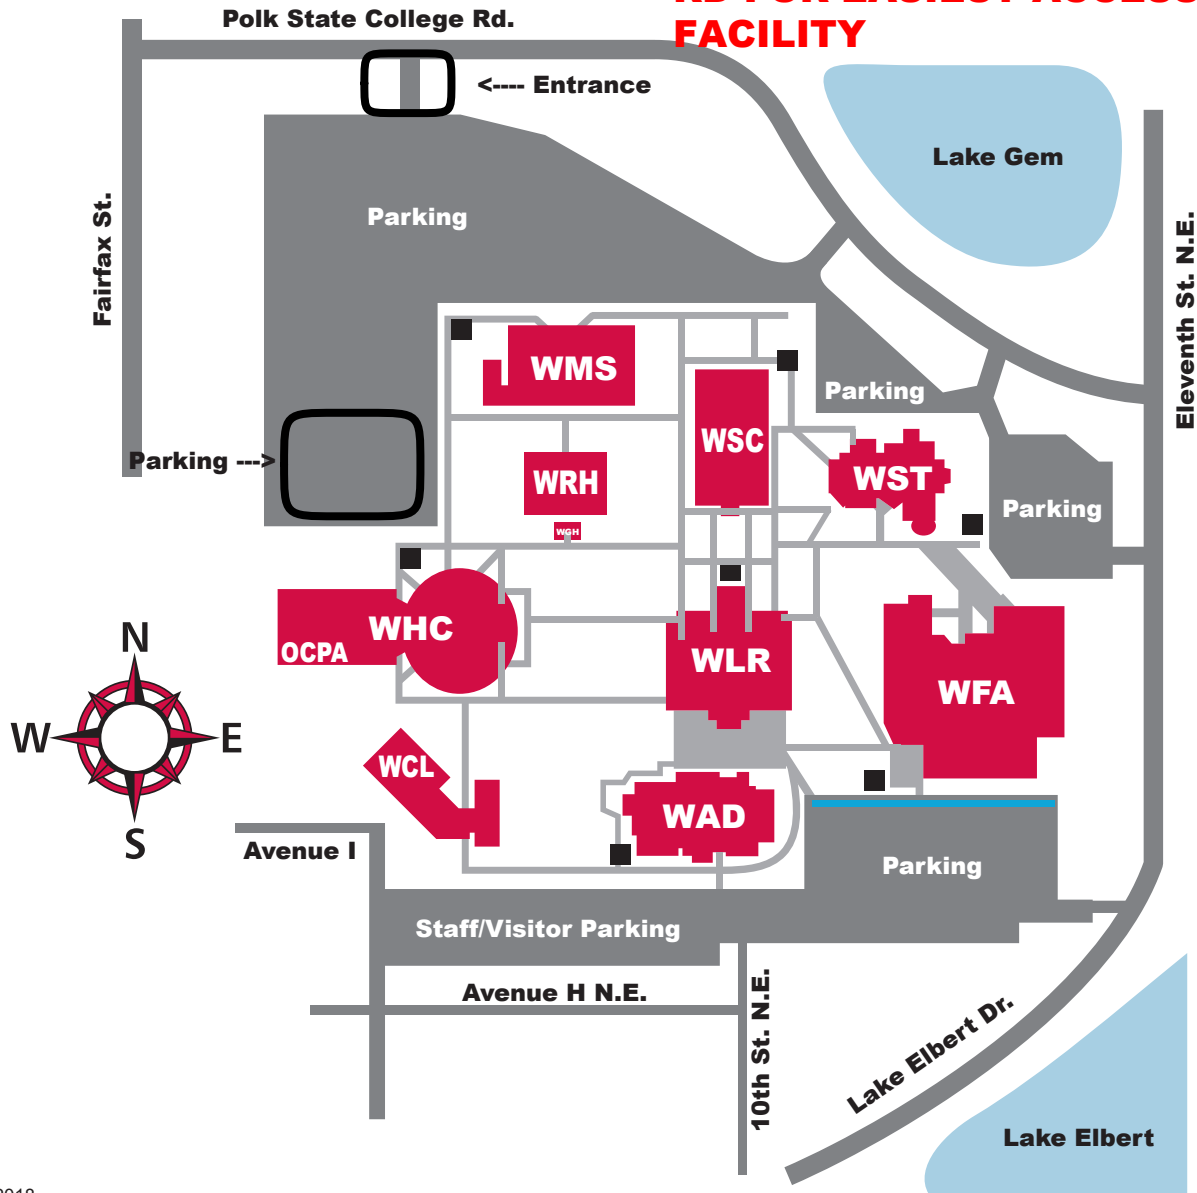 FACILITY
Polk State College Rd.
<---- Entrance
Lake Gem
Parking
Fairfax St.
Eleventh St. N.E.
WMS
Parking
WSC
Parking --->
WRH
WST
Parking
WGH
WHC
OCPA
WLR
WFA
N
W E
S
WCL
WAD
Avenue I
Parking
Staff/Visitor Parking
Avenue H N.E.
10th St. N.E.
Lake Elbert Dr.
Lake Elbert